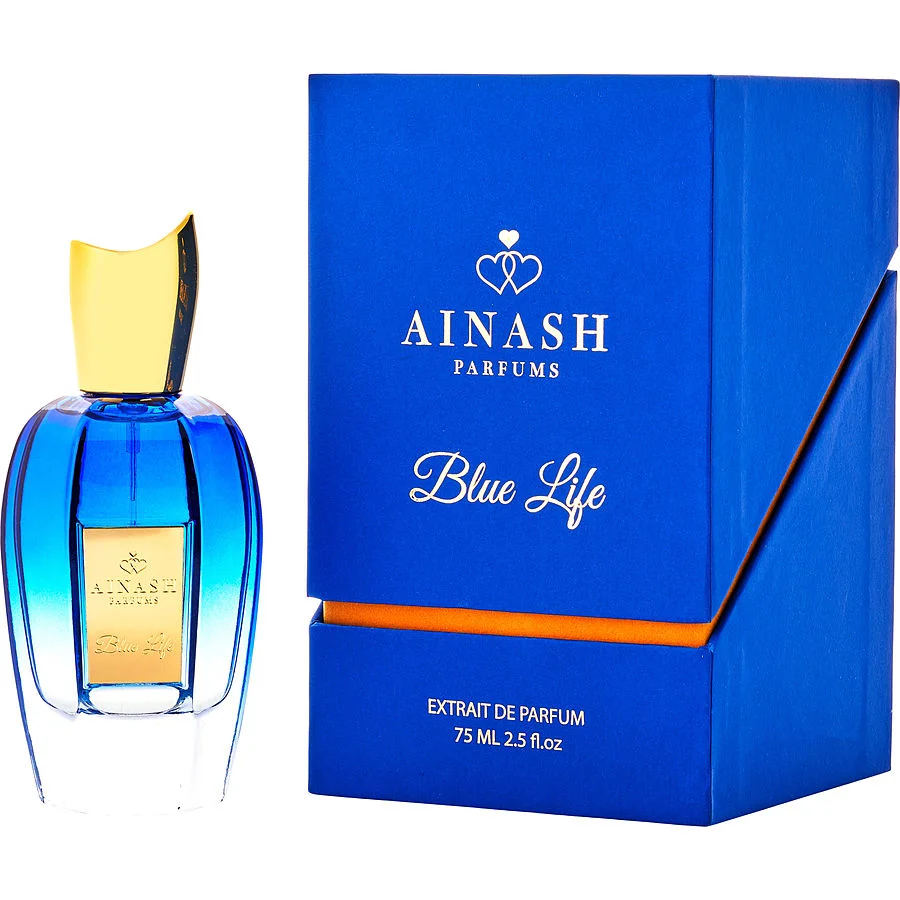 AINASH
PARFUMS
Blue Life
EXTRAIT DE PARFUM
75 ML 2.5 fl.oz
AINASH
PARFUMS
Blue Life